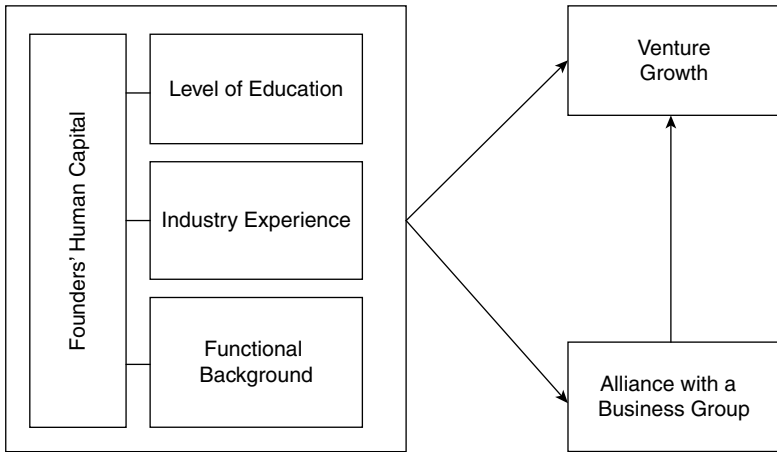 Founders' Human Capital
Level of Education
Industry Experience
Functional
Background
Venture
Growth
Alliance with a
Business Group